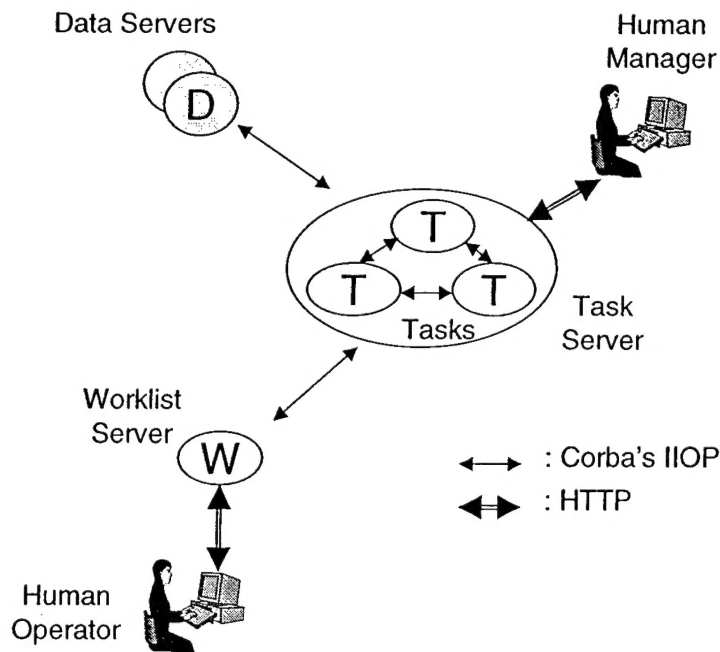 Data Servers
Human
Manager
D
T
T
T
Tasks
Task
Server
Worklist
Server
W
: Corba's IIOP
: HTTP
Human
Operator